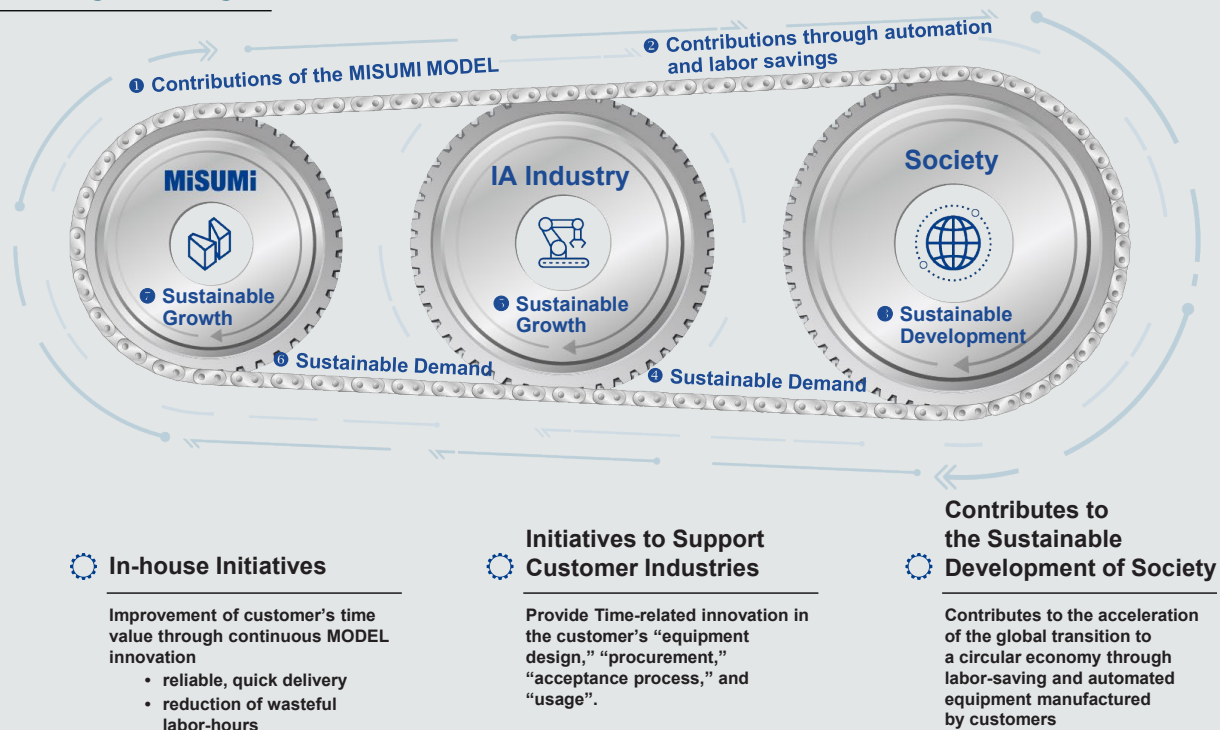 ❶ Contributions of the MISUMI MODEL
❷ Contributions through automation
and labor savings
MiSUMi
IA Industry
Society
❼ Sustainable
Growth
❺ Sustainable
Growth
❸ Sustainable
Development
❻ Sustainable Demand
❹ Sustainable Demand
In-house Initiatives
Improvement of customer’s time
value through continuous MODEL
innovation
• reliable, quick delivery
• reduction of wasteful
labor-hours
Initiatives to Support
Customer Industries
Provide Time-related innovation in
the customer’s “equipment
design,” “procurement,”
“acceptance process,” and
“usage”.
Contributes to
the Sustainable
Development of Society
Contributes to the acceleration
of the global transition to
a circular economy through
labor-saving and automated
equipment manufactured
by customers